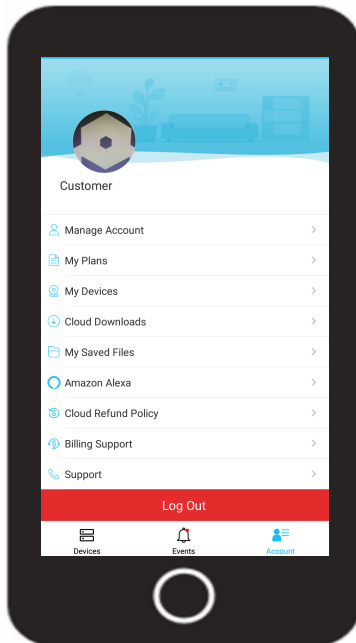 Customer
Manage Account
My Plans
My Devices
Cloud Downloads
My Saved Files
Amazon Alexa
Cloud Refund Policy
Billing Support
Support
Log Out
Devices
Events
Account